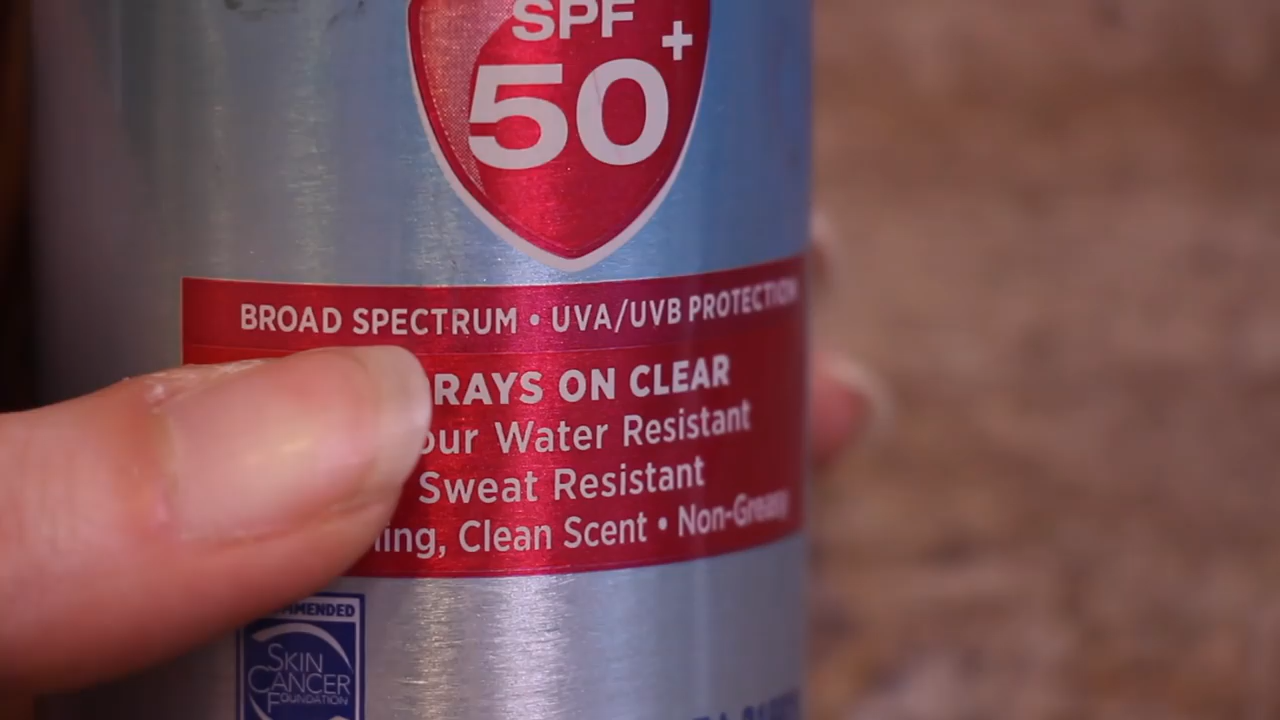 SPF
50+
BROAD SPECTRUM • UVA/UVB PROTECTION
RAYS ON CLEAR
our Water Resistant
Sweat Resistant
ing, Clean Scent • Non-Greasy
MMENDED
SKIN
CANCER
FOUNDATION